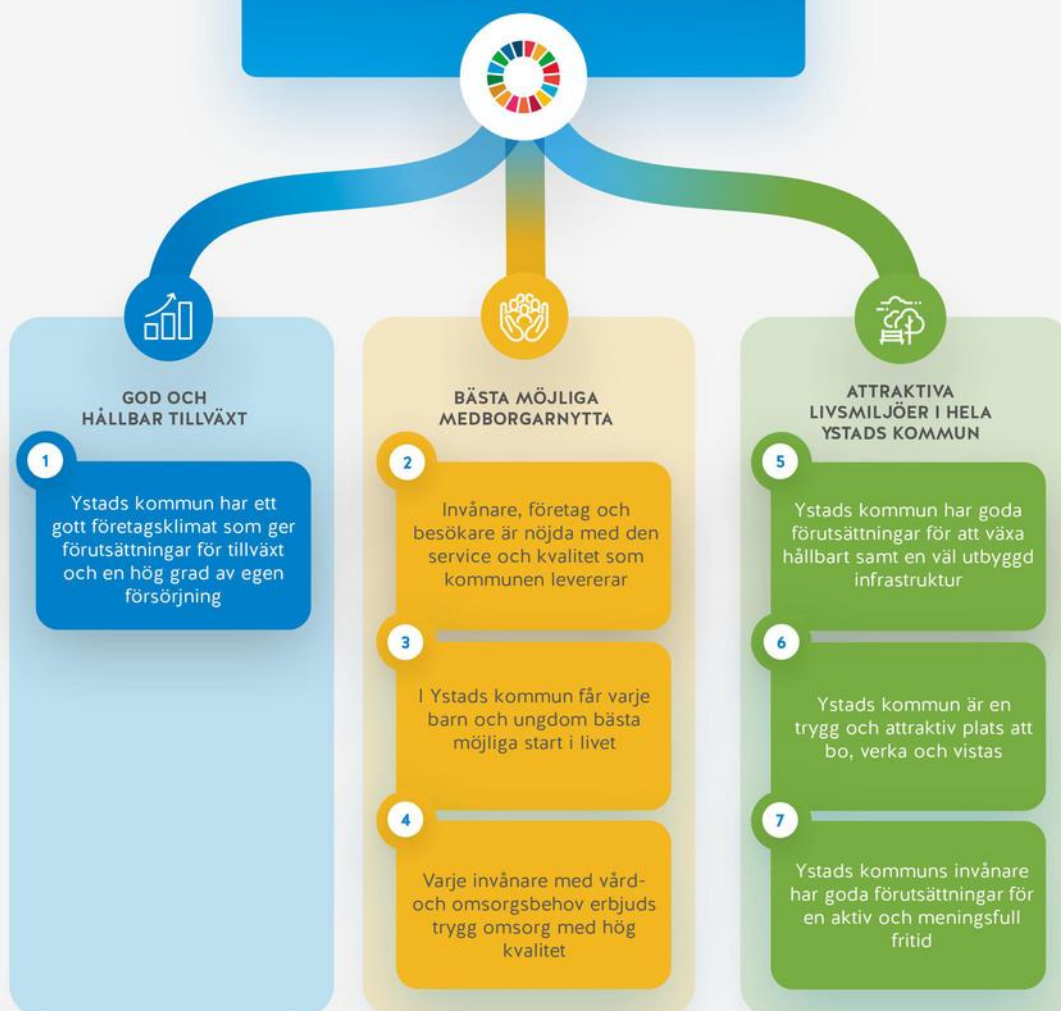 GOD OCH
HÅLLBAR TILLVÄXT
1
Ystads kommun har ett
gott företagsklimat som ger
förutsättningar för tillväxt
och en hög grad av egen
försörjning
BÄSTA MÖJLIGA
MEDBORGARNYTTA
2
Invånare, företag och
besökare är nöjda med den
service och kvalitet som
kommunen levererar
3
I Ystads kommun får varje
barn och ungdom bästa
möjliga start i livet
4
Varje invånare med vård-
och omsorgsbehov erbjuds
trygg omsorg med hög
kvalitet
ATTRAKTIVA
LIVSMILJÖER I HELA
YSTADS KOMMUN
5
Ystads kommun har goda
förutsättningar för att växa
hållbart samt en väl utbyggd
infrastruktur
6
Ystads kommun är en
trygg och attraktiv plats att
bo, verka och vistas
7
Ystads kommuns invånare
har goda förutsättningar för
en aktiv och meningsfull
fritid